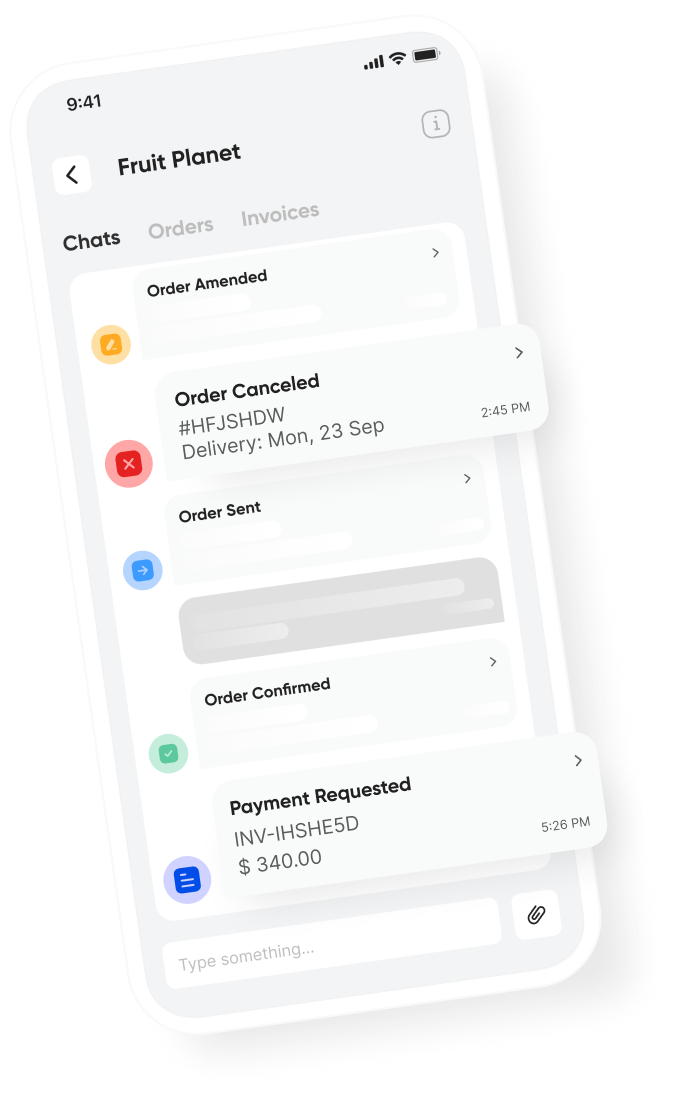 9:41
Fruit Planet
Chats Orders Invoices
Order Amended
Order Canceled
#HFJSHDW
Delivery: Mon, 23 Sep
2:45 PM
Order Sent
Order Confirmed
Payment Requested
INV-IHSHE5D
$ 340.00
5:26 PM
Type something...